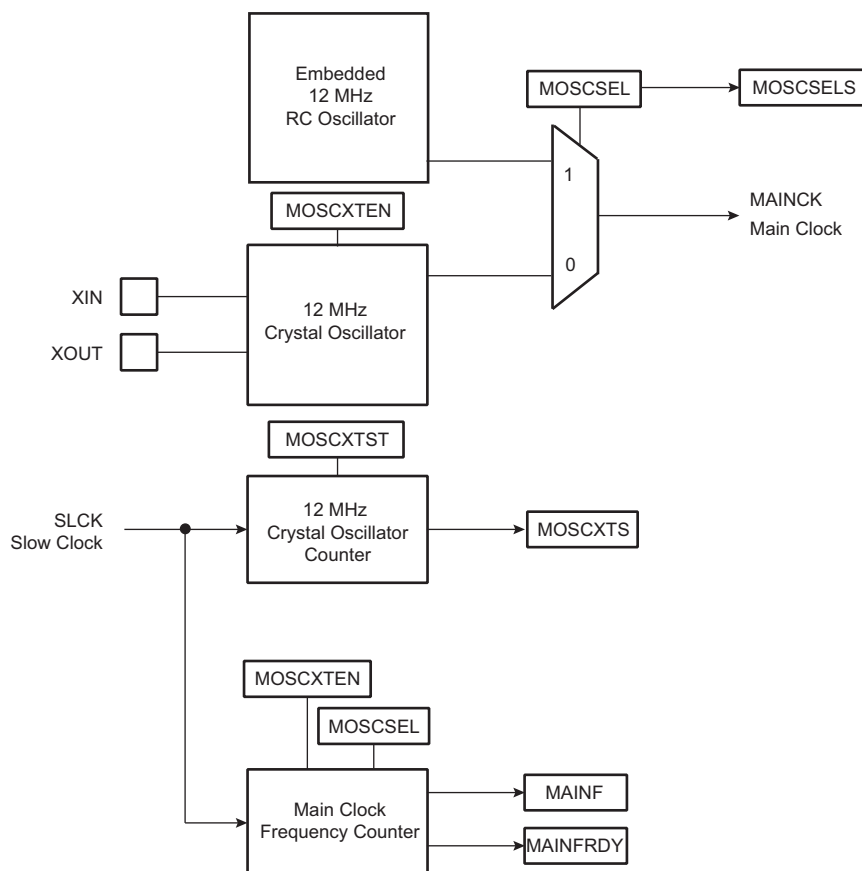 Embedded
12 MHz
RC Oscillator
MOSCSEL
MOSCSELS
1
MAINCK
Main Clock
0
MOSCXTEN
XIN
XOUT
12 MHz
Crystal Oscillator
MOSCXTST
SLCK
Slow Clock
12 MHz
Crystal Oscillator
Counter
MOSCXTS
MOSCXTEN
MOSCSEL
Main Clock
Frequency Counter
MAINF
MAINFRDY